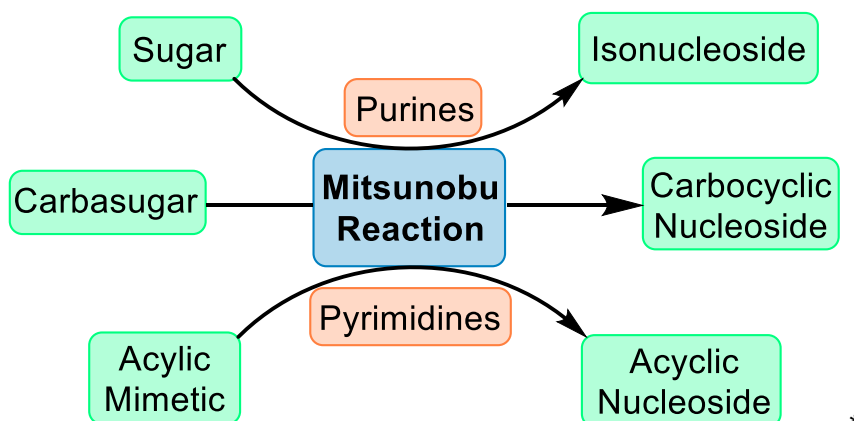 Sugar
Isonucleoside
Purines
Carbasugar
Mitsunobu
Reaction
Carbocyclic
Nucleoside
Pyrimidines
Acylic
Mimetic
Acyclic
Nucleoside